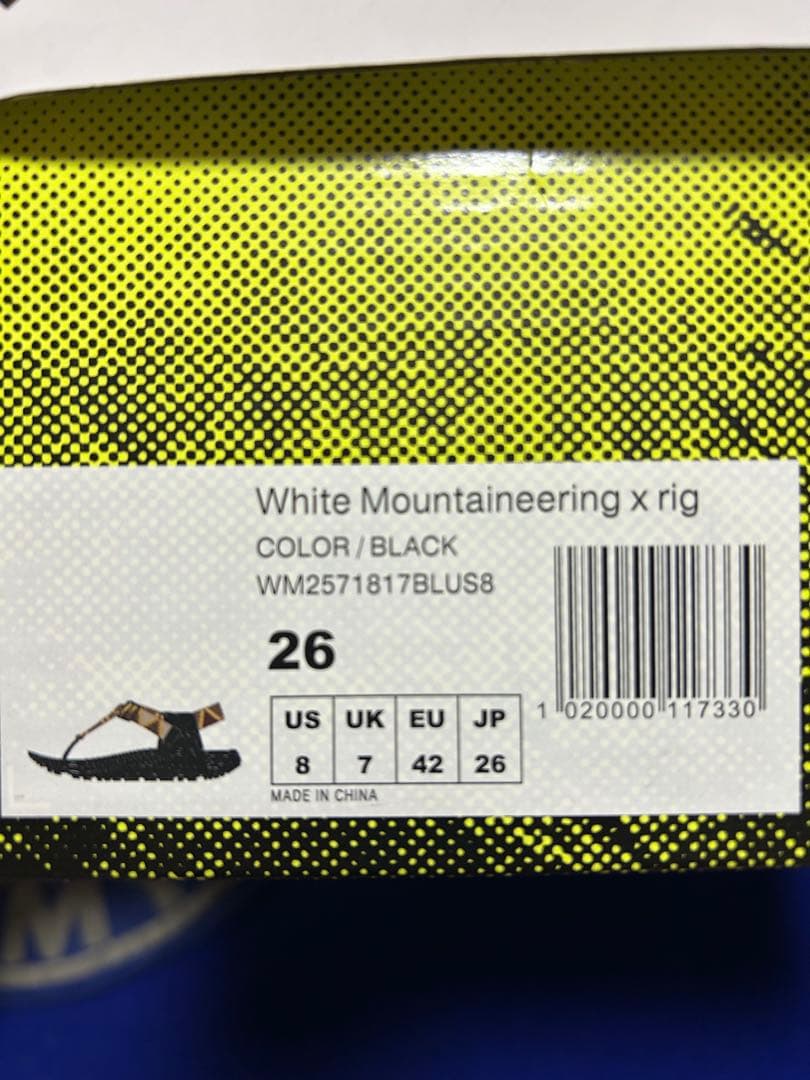 White Mountaineering x rig
COLOR / BLACK
WM2571817BLUS8
26
US UK EU JP
8 7 42 26
MADE IN CHINA
1 020000 117330